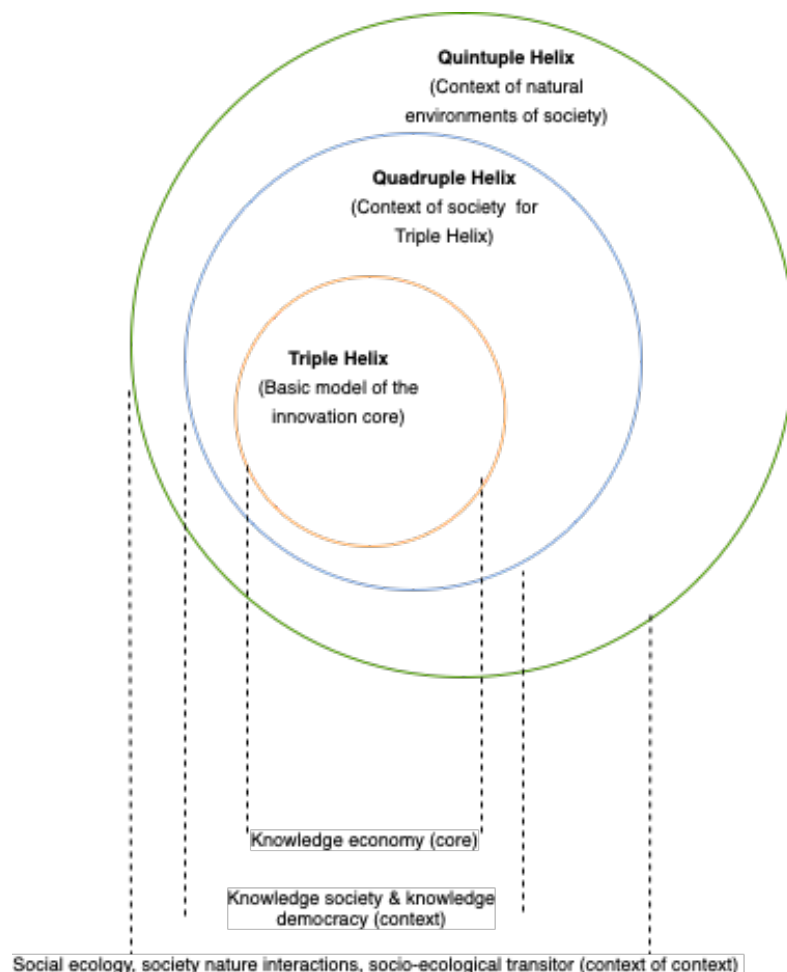 Quintuple Helix
(Context of natural
environments of society)
Quadruple Helix
(Context of society for
Triple Helix)
Triple Helix
(Basic model of the
innovation core)
Knowledge economy (core)
Knowledge society & knowledge
democracy (context)
Social ecology, society nature interactions, socio-ecological transitor (context of context)